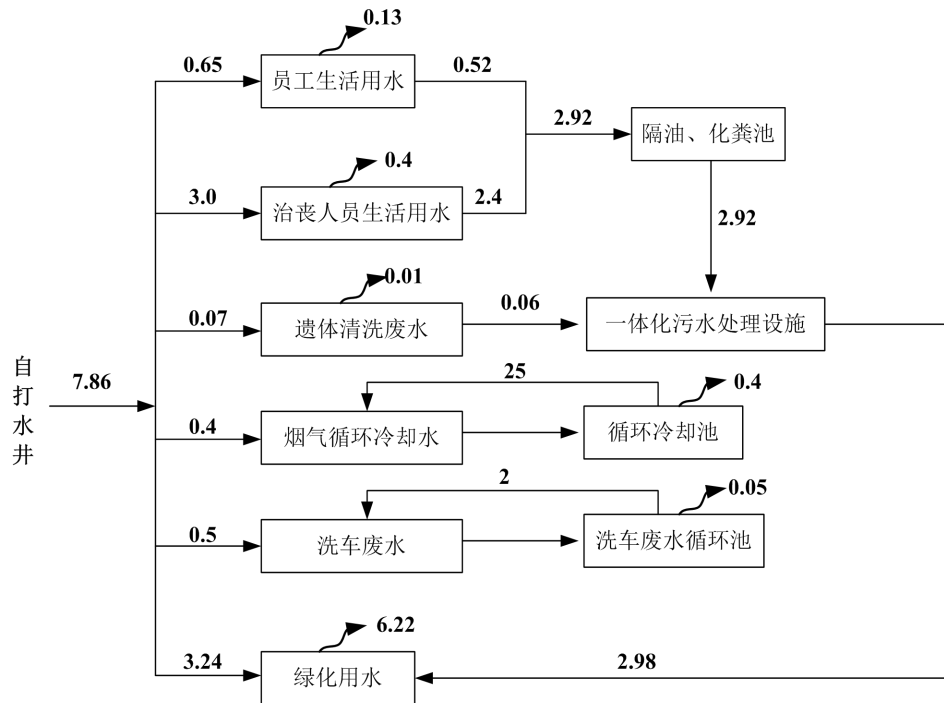 0.13
0.65
员工生活用水
0.52
2.92
隔油、化粪池
0.4
3.0
治丧人员生活用水
2.4
2.92
0.01
0.07
遗体清洗废水
0.06
一体化污水处理设施
自打水井
7.86
25
0.4
0.4
烟气循环冷却水
循环冷却池
2
0.05
0.5
洗车废水
洗车废水循环池
6.22
3.24
绿化用水
2.98